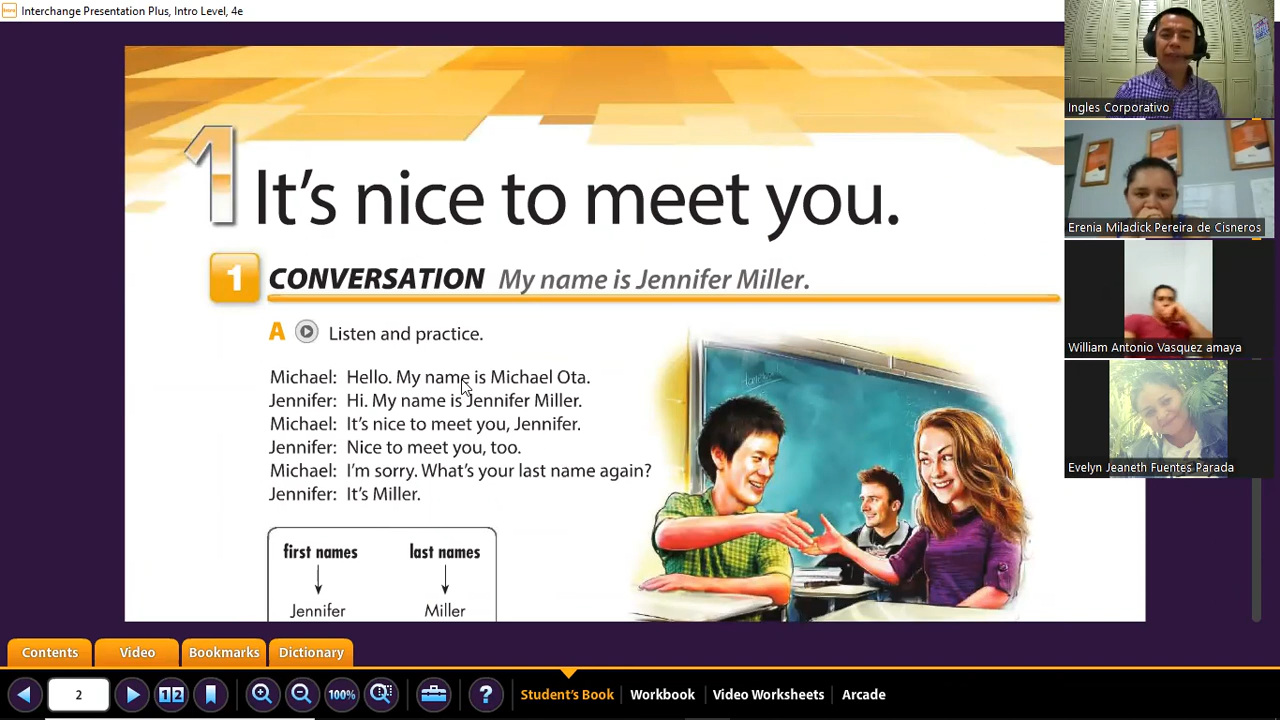 Interchange Presentation Plus, Intro Level, 4e
Ingles Corporativo
Erenia Miladick Pereira de Cisneros
William Antonio Vasquez amaya
Evelyn Jeaneth Fuentes Parada
1 It's nice to meet you.
1 CONVERSATION My name is Jennifer Miller.
A Listen and practice.
Michael: Hello. My name is Michael Ota.
Jennifer: Hi. My name is Jennifer Miller.
Michael: It's nice to meet you, Jennifer.
Jennifer: Nice to meet you, too.
Michael: I'm sorry. What's your last name again?
Jennifer: It's Miller.
first names last names
Jennifer Miller
Contents Video Bookmarks Dictionary
2 12 100% ? Student's Book Workbook Video Worksheets Arcade